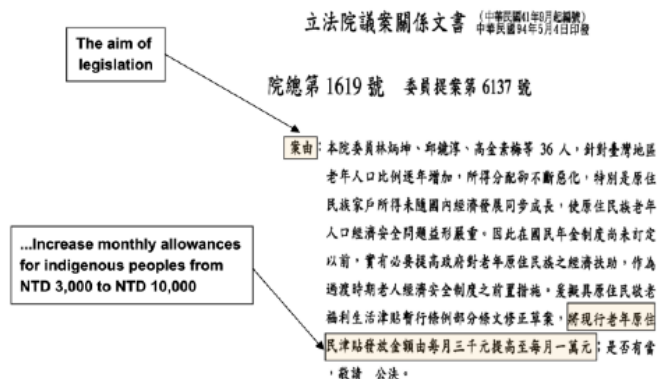 立法院議案關係文書 (中華民國41年9月起編號)
中華民國94年5月4日印發
The aim of
legislation
院總第1619號 委員提案第6137號
案由：本院委員林炳坤、邱鏡淳、高金素梅等36人，針對臺灣地區
老年人口比例逐年增加，所得分配卻不斷惡化，特別是原住
民族家戶所得未隨國內經濟發展同步成長，使原住民族老年
人口經濟安全問題益形嚴重。因此在國民年金制度尚未訂定
以前，實有必要提高政府對老年原住民族之經濟扶助，作為
過渡時期老人經濟安全制度之前置措施。爰擬具原住民敬老
福利生活津貼暫行條例部分條文修正草案，將現行老年原住
民津貼發放金額由每月三千元提高至每月一萬元；是否有當
，敬請 公決。
...Increase monthly allowances
for indigenous peoples from
NTD 3,000 to NTD 10,000